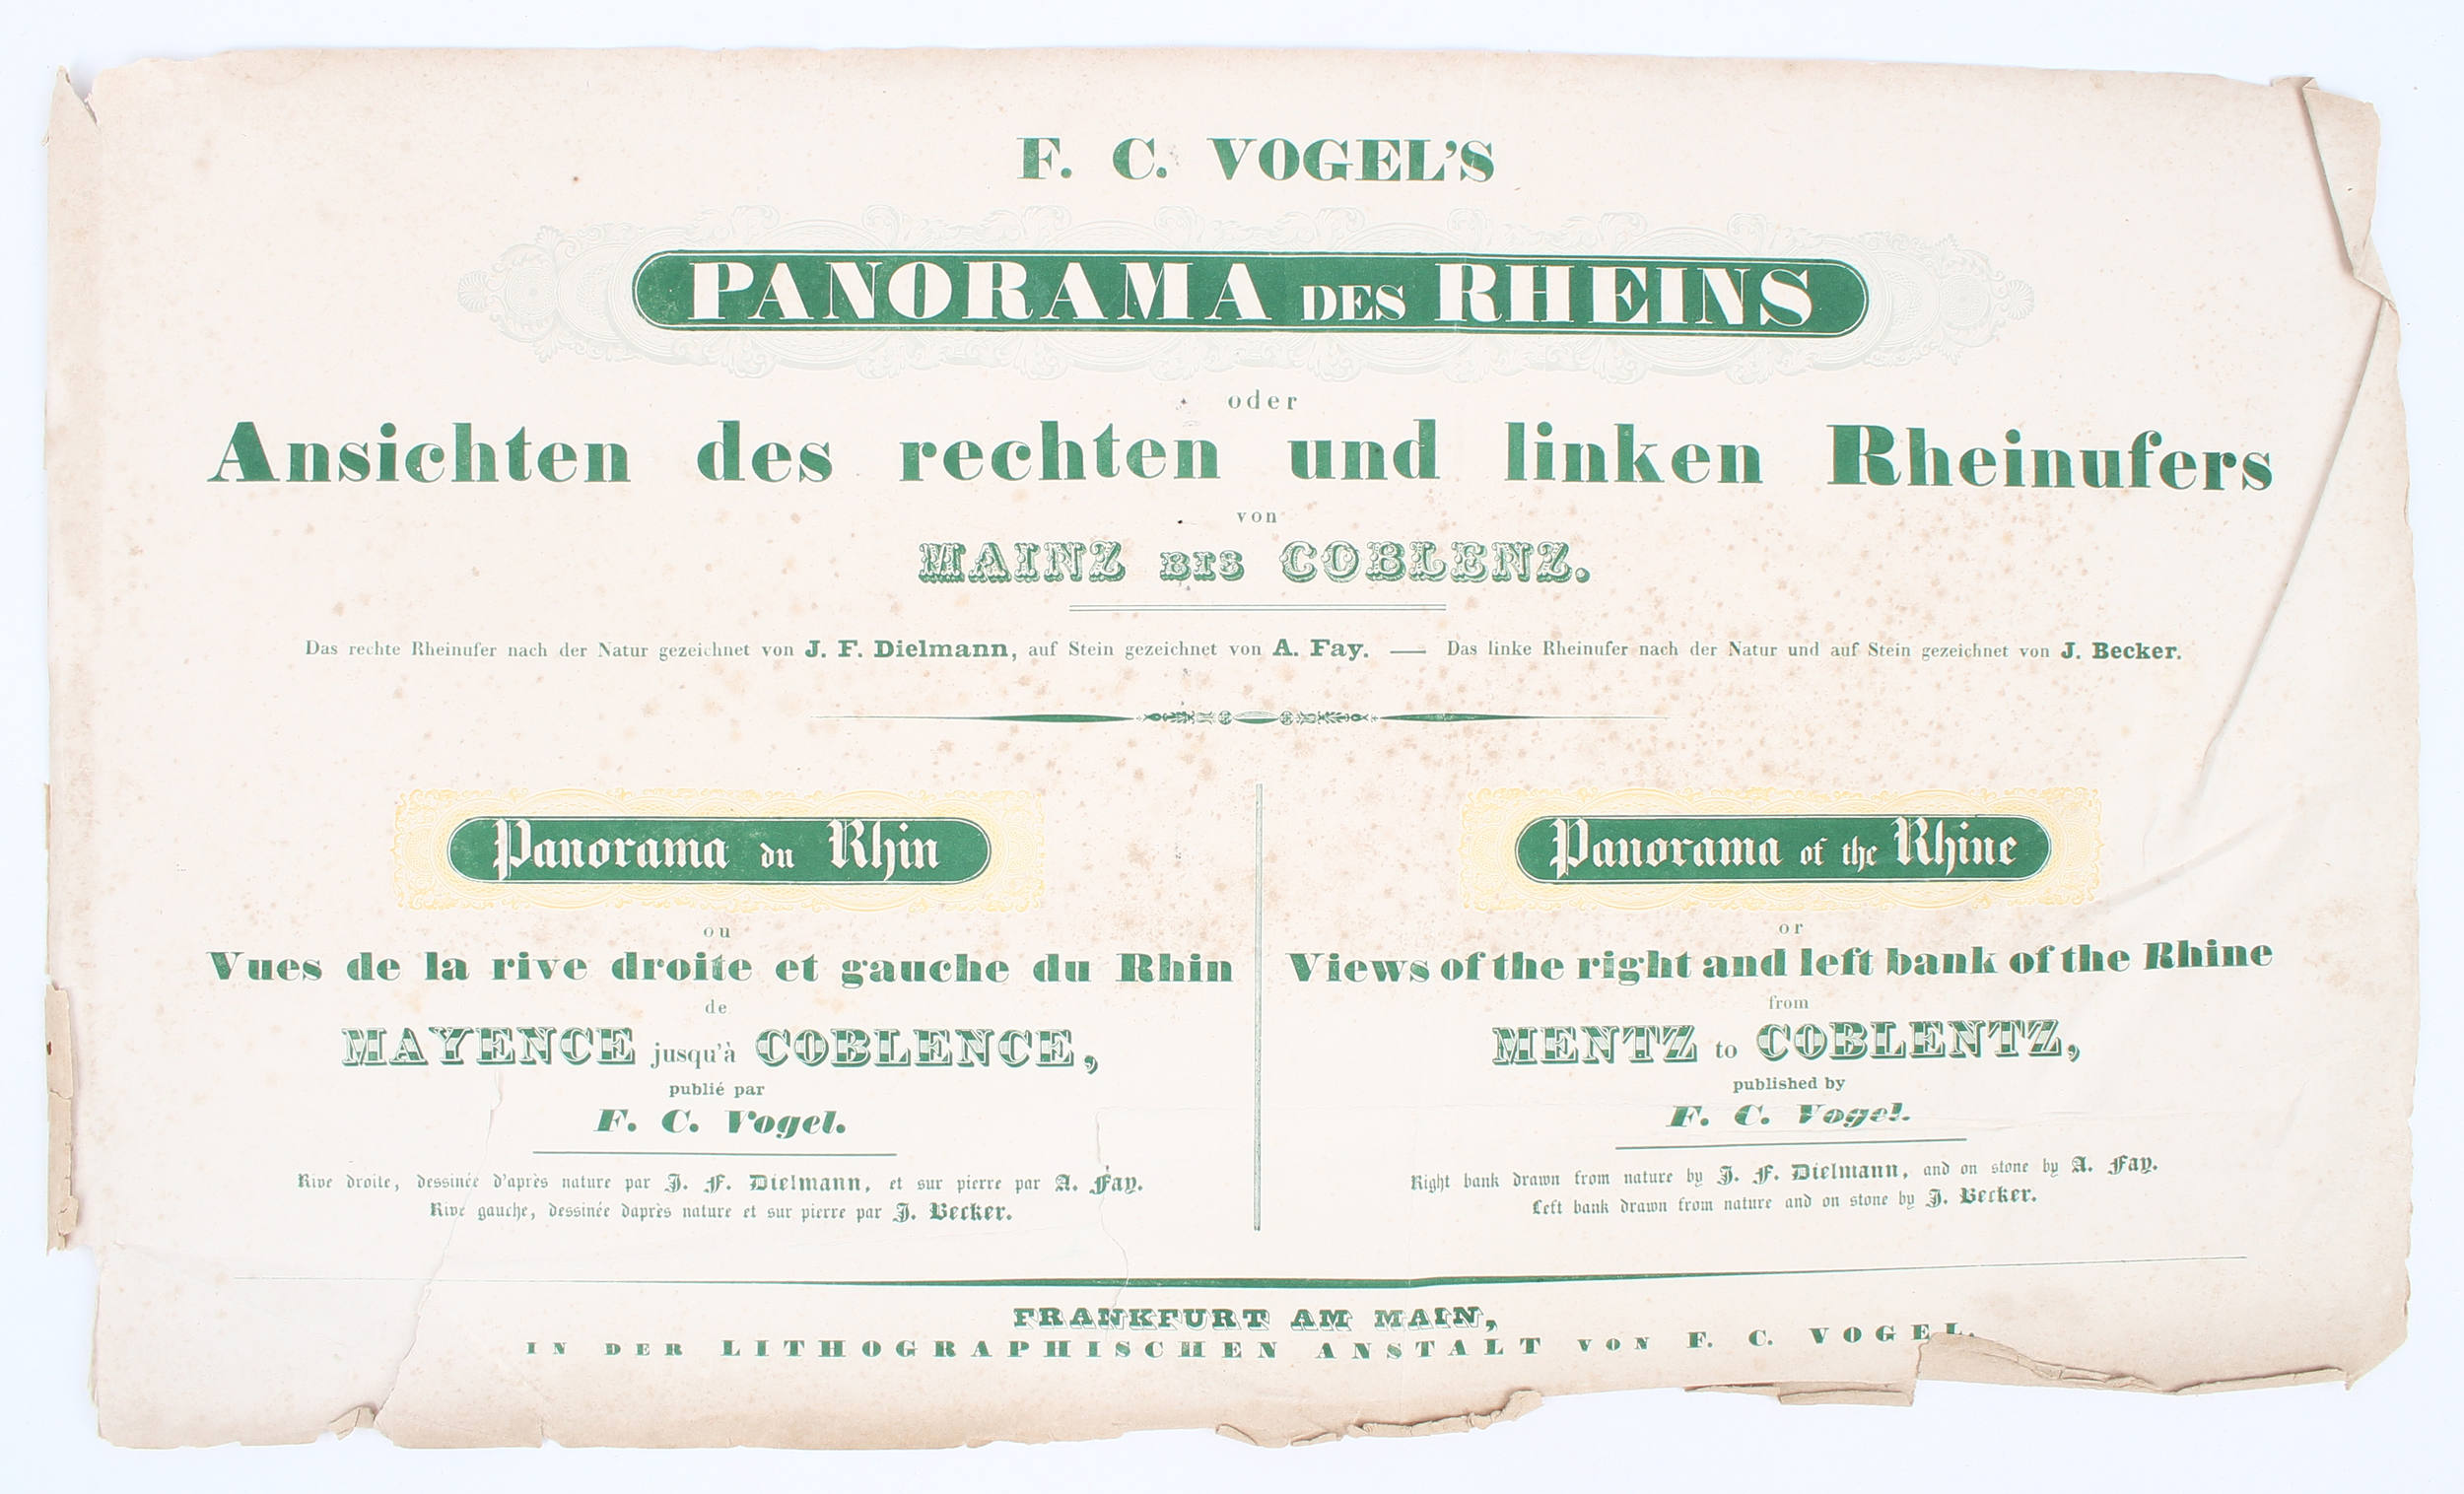 F. C. VOGEL'S
PANORAMA DES RHEINS
oder
Ansichten des rechten und linken Rheinufers
von
MAINZ BIS COBLENZ.
Das rechte Rheinufer nach der Natur gezeichnet von J. F. Dielmann, auf Stein gezeichnet von A. Fay. — Das linke Rheinufer nach der Natur und auf Stein gezeichnet von J. Becker.
Panorama du Rhin
ou
Vues de la rive droite et gauche du Rhin
de
MAYENCE jusqu'à COBLENCE,
publié par
F. C. Vogel.
Rive droite, dessinée d'après nature par J. F. Dielmann, et sur pierre par A. Fay.
Rive gauche, dessinée daprès nature et sur pierre par J. Becker.
Panorama of the Rhine
or
Views of the right and left bank of the Rhine
from
MENTZ to COBLENTZ,
published by
F. C. Vogel.
Right bank drawn from nature by J. F. Dielmann, and on stone by A. Fay.
Left bank drawn from nature and on stone by J. Becker.
FRANKFURT AM MAIN,
IN DER LITHOGRAPHISCHEN ANSTALT VON F. C. VOGEL.